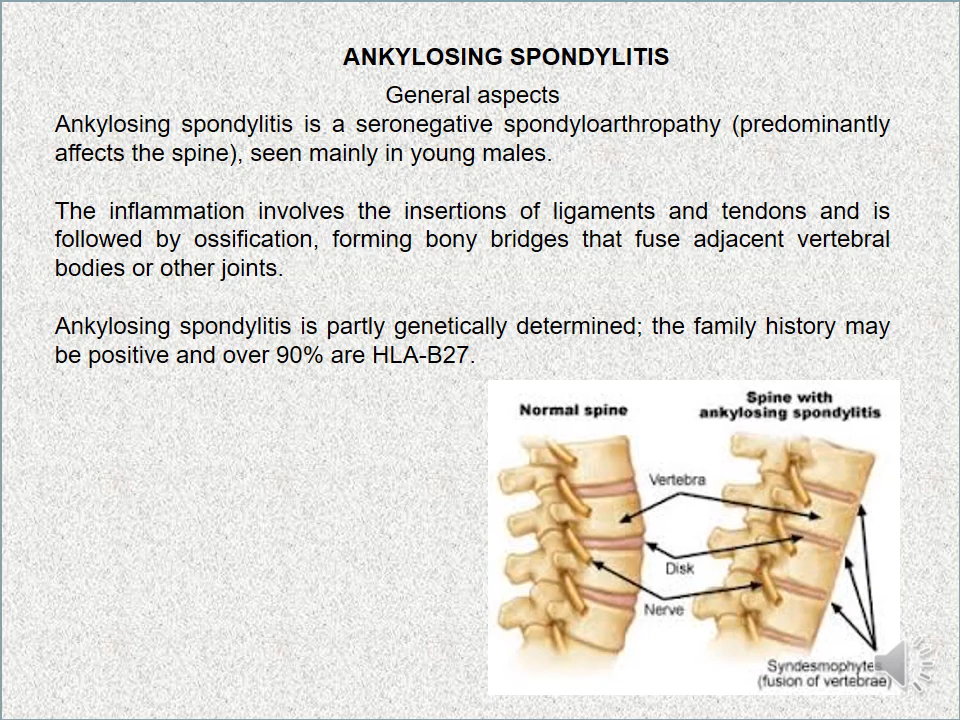 ANKYLOSING SPONDYLITIS
General aspects
Ankylosing spondylitis is a seronegative spondyloarthropathy (predominantly
affects the spine), seen mainly in young males.
The inflammation involves the insertions of ligaments and tendons and is
followed by ossification, forming bony bridges that fuse adjacent vertebral
bodies or other joints.
Ankylosing spondylitis is partly genetically determined; the family history may
be positive and over 90% are HLA-B27.
Normal spine
Spine with
ankylosing spondylitis
Vertebra
Disk
Nerve
Syndesmophytes
(fusion of vertebrae)